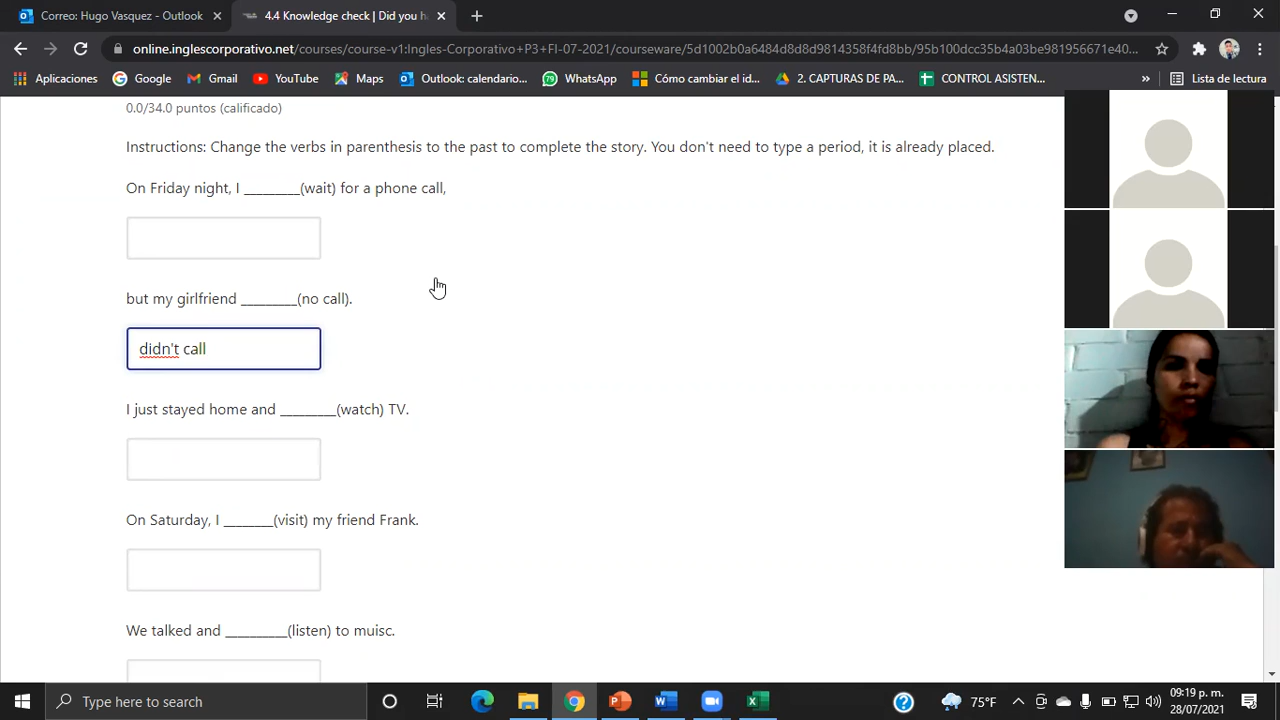 Correo: Hugo Vasquez - Outlook
4.4 Knowledge check | Did you ha
online.inglescorporativo.net/courses/course-v1:Ingles-Corporativo+P3+FI-07-2021/courseware/5d1002b0a6484d8d8d9814358f4fd8bb/95b100dcc35b4a03be981956671e40...
Aplicaciones
Google
Gmail
YouTube
Maps
Outlook: calendario...
WhatsApp
Cómo cambiar el id...
2. CAPTURAS DE PA...
CONTROL ASISTEN...
»
Lista de lectura
0.0/34.0 puntos (calificado)
Instructions: Change the verbs in parenthesis to the past to complete the story. You don't need to type a period, it is already placed.
On Friday night, I _________(wait) for a phone call,
but my girlfriend _________(no call).
didn't call
I just stayed home and _________(watch) TV.
On Saturday, I ________(visit) my friend Frank.
We talked and __________(listen) to muisc.
Type here to search
75°F
09:19 p. m.
28/07/2021